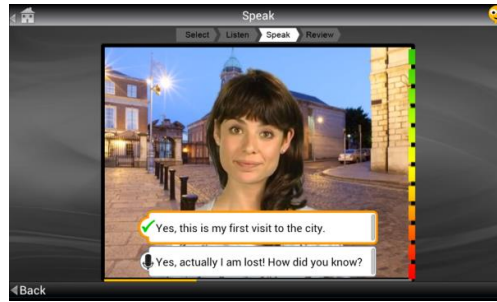 Speak
Select Listen Speak Review
Yes, this is my first visit to the city.
Yes, actually I am lost! How did you know?
Back